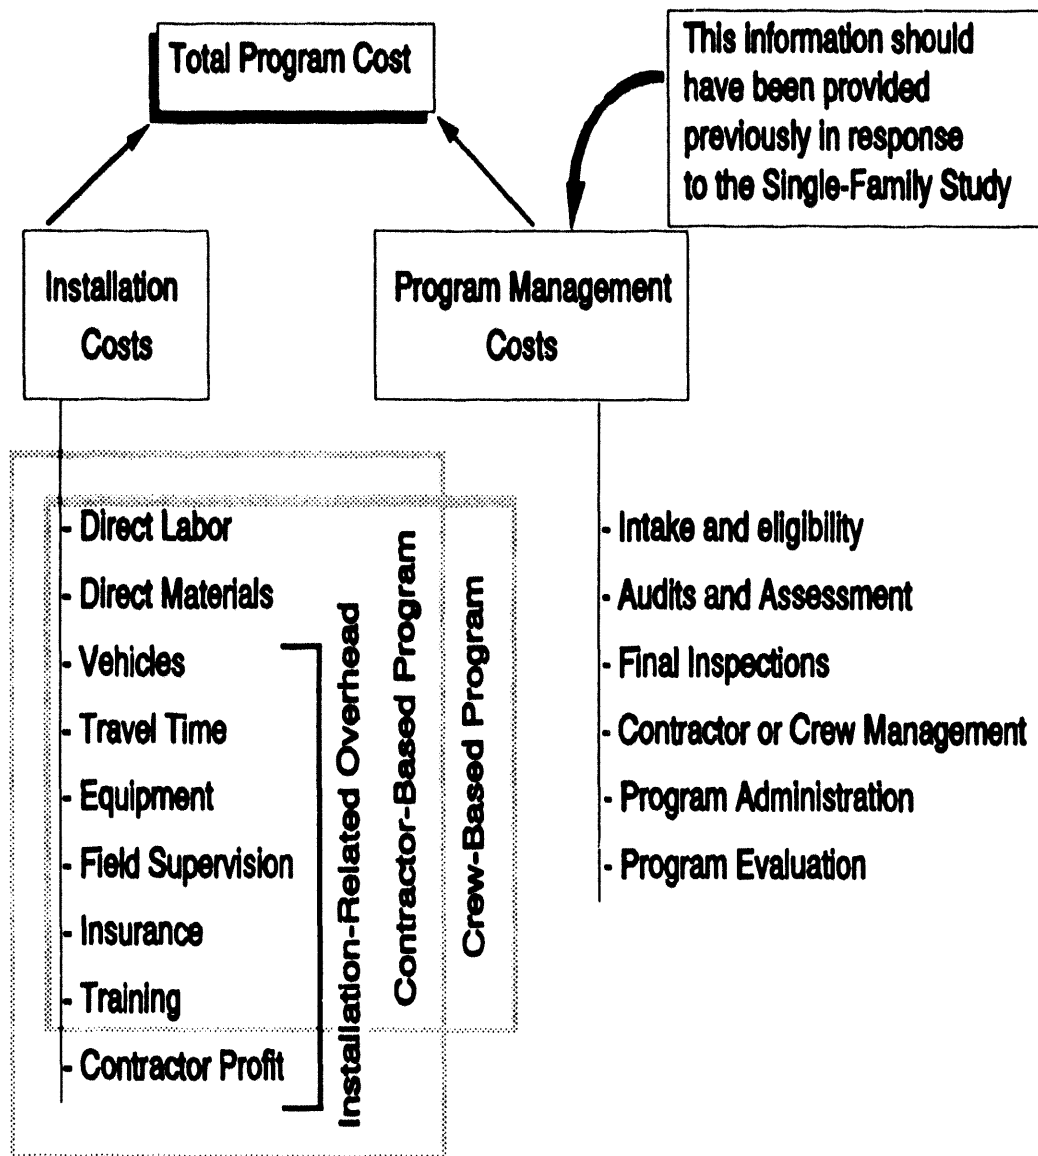 Total Program Cost
This information should
have been provided
previously in response
to the Single-Family Study
Installation
Costs
Program Management
Costs
- Direct Labor
- Direct Materials
- Vehicles
- Travel Time
- Equipment
- Field Supervision
- Insurance
- Training
- Contractor Profit
Installation-Related Overhead
Contractor-Based Program
Crew-Based Program
- Intake and eligibility
- Audits and Assessment
- Final Inspections
- Contractor or Crew Management
- Program Administration
- Program Evaluation